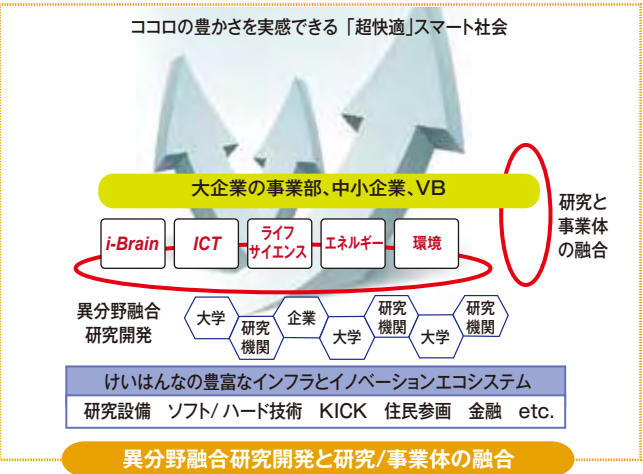 ココロの豊かさを実感できる「超快適」スマート社会
大企業の事業部、中小企業、VB
研究と
事業体
の融合
i-Brain
ICT
ライフ
サイエンス
エネルギー
環境
異分野融合
研究開発
大学
研究
機関
企業
大学
研究
機関
大学
研究
機関
けいはんなの豊富なインフラとイノベーションエコシステム
研究設備 ソフト/ハード技術 KICK 住民参画 金融 etc.
異分野融合研究開発と研究/事業体の融合